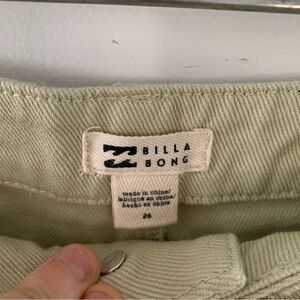 BILLA
BONG
made in china/
fabriqué en chine/
hecho en china
26